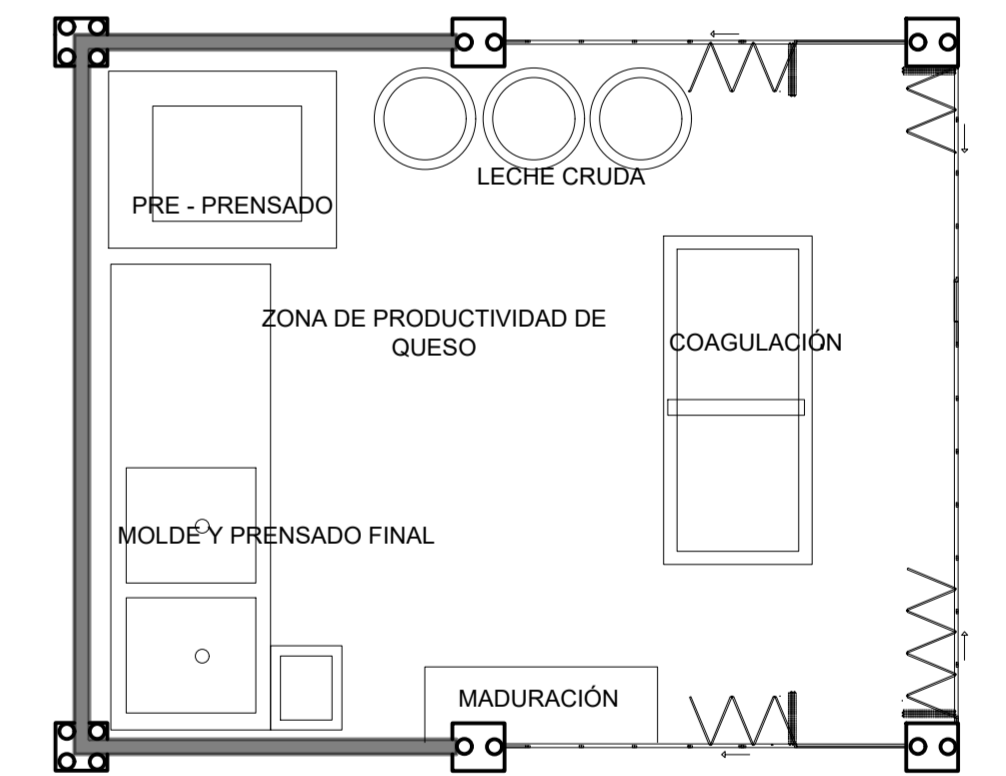 LECHE CRUDA
PRE - PRENSADO
ZONA DE PRODUCTIVIDAD DE
QUESO
COAGULACIÓN
MOLDE Y PRENSADO FINAL
MADURACIÓN